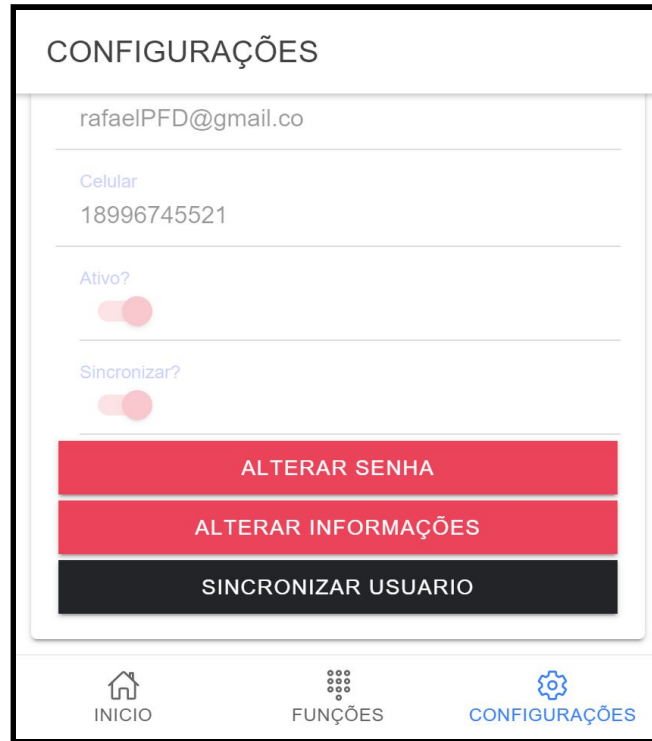 CONFIGURAÇÕES
rafaelPFD@gmail.co
Celular
18996745521
Ativo?
Sincronizar?
ALTERAR SENHA
ALTERAR INFORMAÇÕES
SINCRONIZAR USUARIO
INICIO
FUNÇÕES
CONFIGURAÇÕES